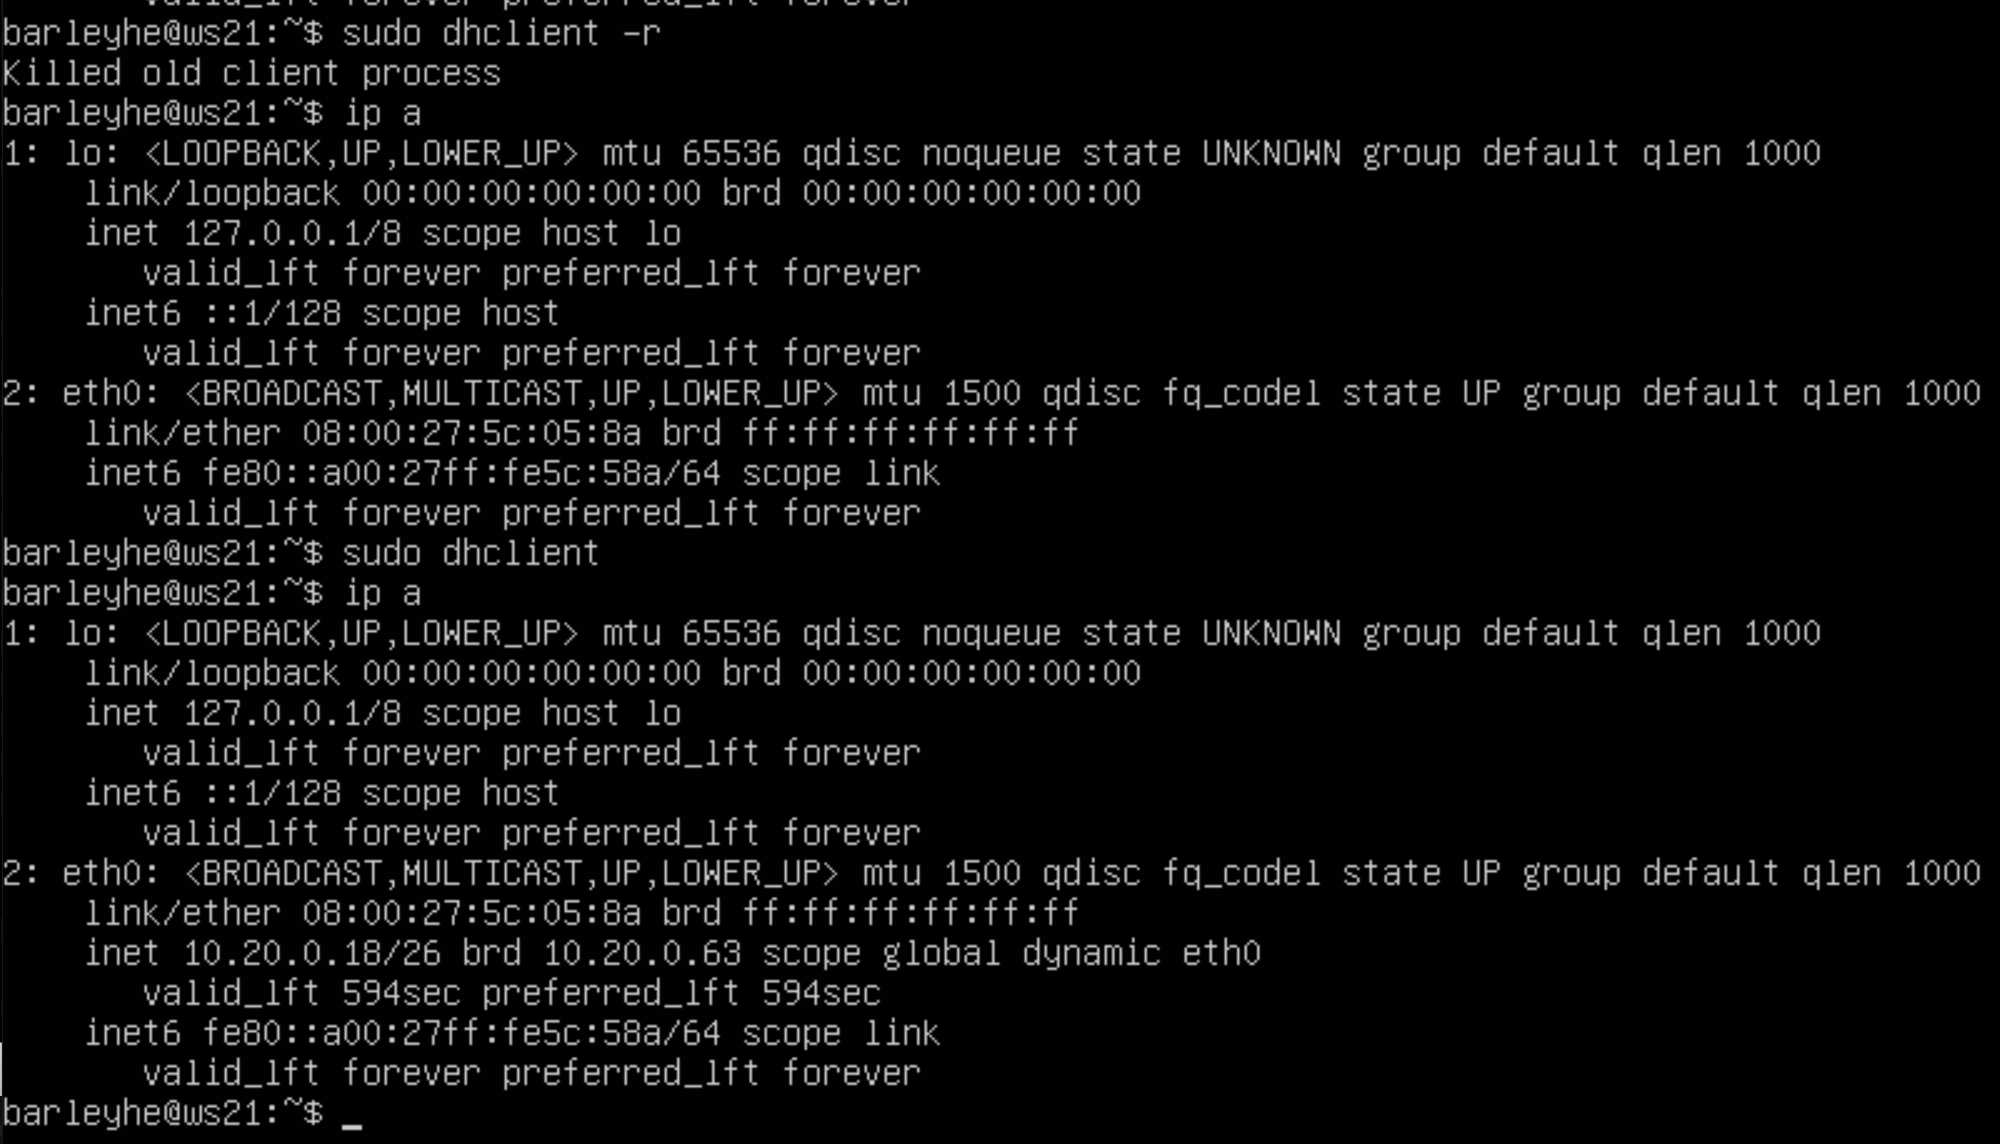 valid_lft forever preferred_lft forever
barleyhe@ws21:~$ sudo dhclient -r
Killed old client process
barleyhe@ws21:~$ ip a
1: lo: <LOOPBACK,UP,LOWER_UP> mtu 65536 qdisc noqueue state UNKNOWN group default qlen 1000
    link/loopback 00:00:00:00:00:00 brd 00:00:00:00:00:00
    inet 127.0.0.1/8 scope host lo
       valid_lft forever preferred_lft forever
    inet6 ::1/128 scope host
       valid_lft forever preferred_lft forever
2: eth0: <BROADCAST,MULTICAST,UP,LOWER_UP> mtu 1500 qdisc fq_codel state UP group default qlen 1000
    link/ether 08:00:27:5c:05:8a brd ff:ff:ff:ff:ff:ff
    inet6 fe80::a00:27ff:fe5c:58a/64 scope link
       valid_lft forever preferred_lft forever
barleyhe@ws21:~$ sudo dhclient
barleyhe@ws21:~$ ip a
1: lo: <LOOPBACK,UP,LOWER_UP> mtu 65536 qdisc noqueue state UNKNOWN group default qlen 1000
    link/loopback 00:00:00:00:00:00 brd 00:00:00:00:00:00
    inet 127.0.0.1/8 scope host lo
       valid_lft forever preferred_lft forever
    inet6 ::1/128 scope host
       valid_lft forever preferred_lft forever
2: eth0: <BROADCAST,MULTICAST,UP,LOWER_UP> mtu 1500 qdisc fq_codel state UP group default qlen 1000
    link/ether 08:00:27:5c:05:8a brd ff:ff:ff:ff:ff:ff
    inet 10.20.0.18/26 brd 10.20.0.63 scope global dynamic eth0
       valid_lft 594sec preferred_lft 594sec
    inet6 fe80::a00:27ff:fe5c:58a/64 scope link
       valid_lft forever preferred_lft forever
barleyhe@ws21:~$ _